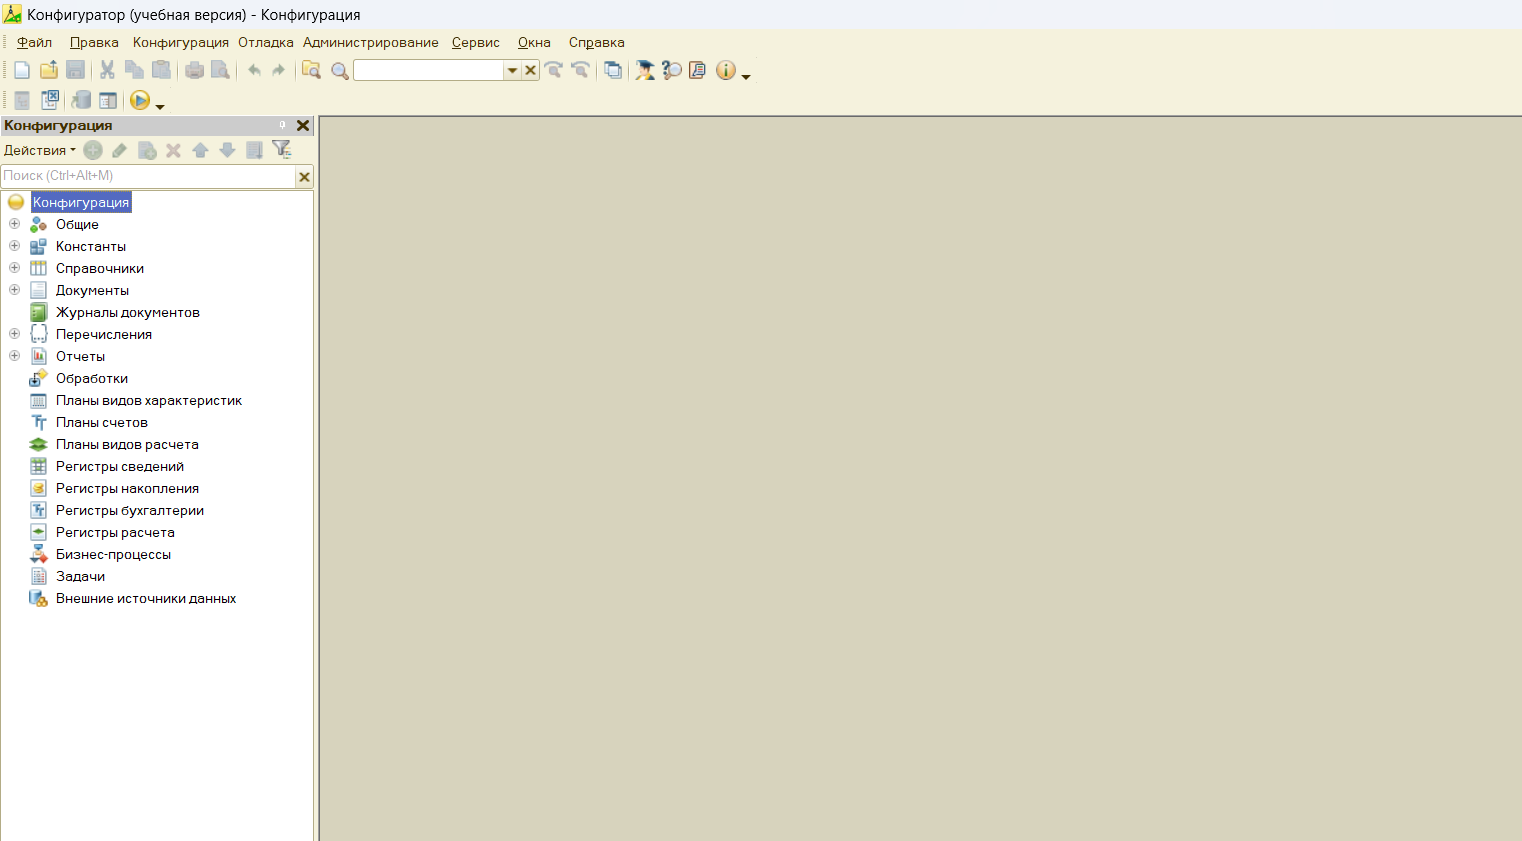 Конфигуратор (учебная версия) - Конфигурация
Файл Правка Конфигурация Отладка Администрирование Сервис Окна Справка
Конфигурация
Действия
Поиск (Ctrl+Alt+M)
Конфигурация
Общие
Константы
Справочники
Документы
Журналы документов
Перечисления
Отчеты
Обработки
Планы видов характеристик
Планы счетов
Планы видов расчета
Регистры сведений
Регистры накопления
Регистры бухгалтерии
Регистры расчета
Бизнес-процессы
Задачи
Внешние источники данных